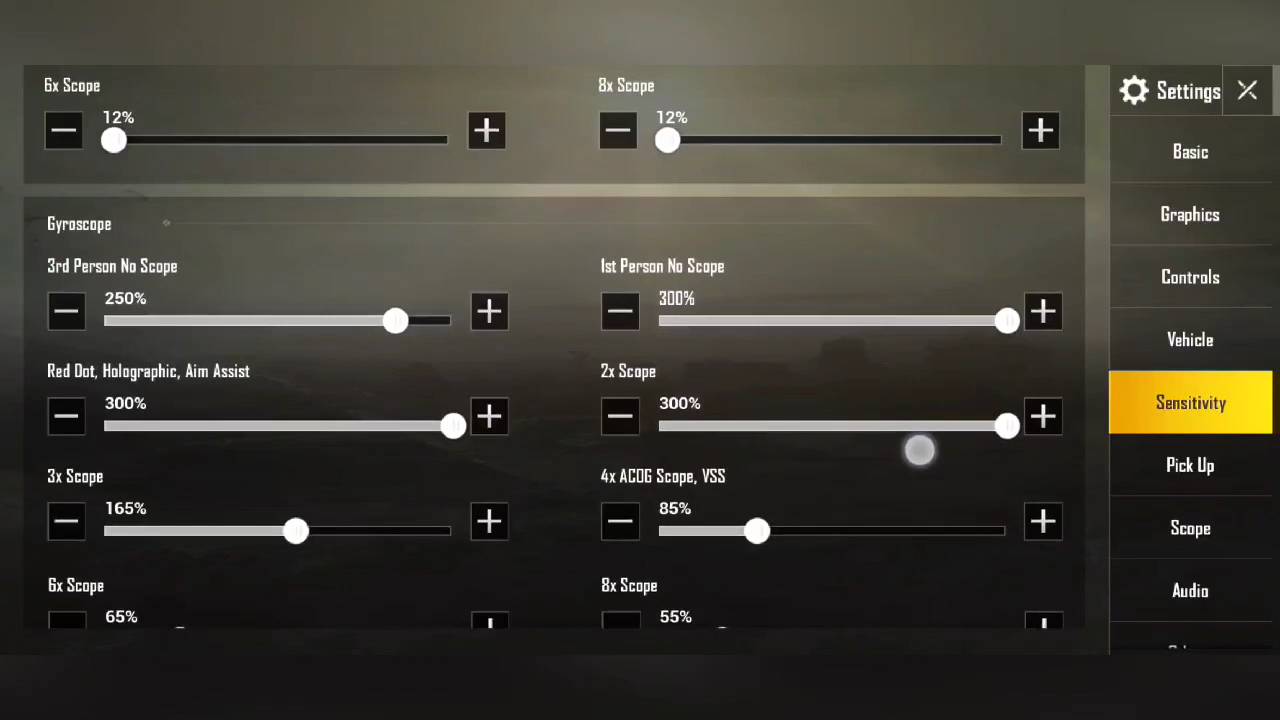 6x Scope
12%
8x Scope
12%
Gyroscope
3rd Person No Scope
250%
1st Person No Scope
300%
Red Dot, Holographic, Aim Assist
300%
2x Scope
300%
3x Scope
165%
4x ACOG Scope, VSS
85%
6x Scope
65%
8x Scope
55%
Settings
Basic
Graphics
Controls
Vehicle
Sensitivity
Pick Up
Scope
Audio